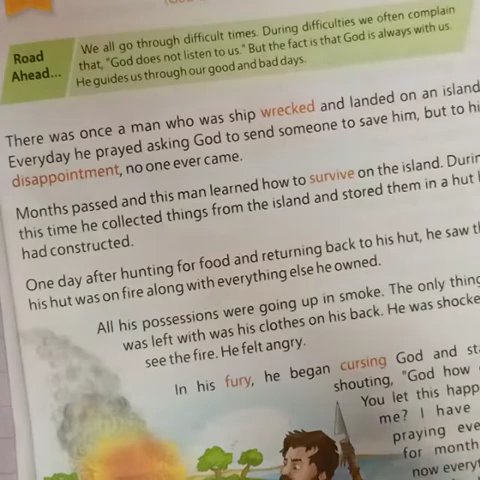 Road
Ahead...
We all go through difficult times. During difficulties we often complain
that, "God does not listen to us." But the fact is that God is always with us.
He guides us through our good and bad days.
There was once a man who was ship wrecked and landed on an island
Everyday he prayed asking God to send someone to save him, but to
disappointment, no one ever came.
Months passed and this man learned how to survive on the island.
this time he collected things from the island and stored them in a hut
had constructed.
One day after hunting for food and returning back to his hut, he saw
his hut was on fire along with everything else he owned.
All his possessions were going up in smoke. The only
was left with was his clothes on his back. He was
see the fire. He felt angry.
In his fury, he began cursing God and
shouting, "God how
You let this
me? I have
praying
for
now